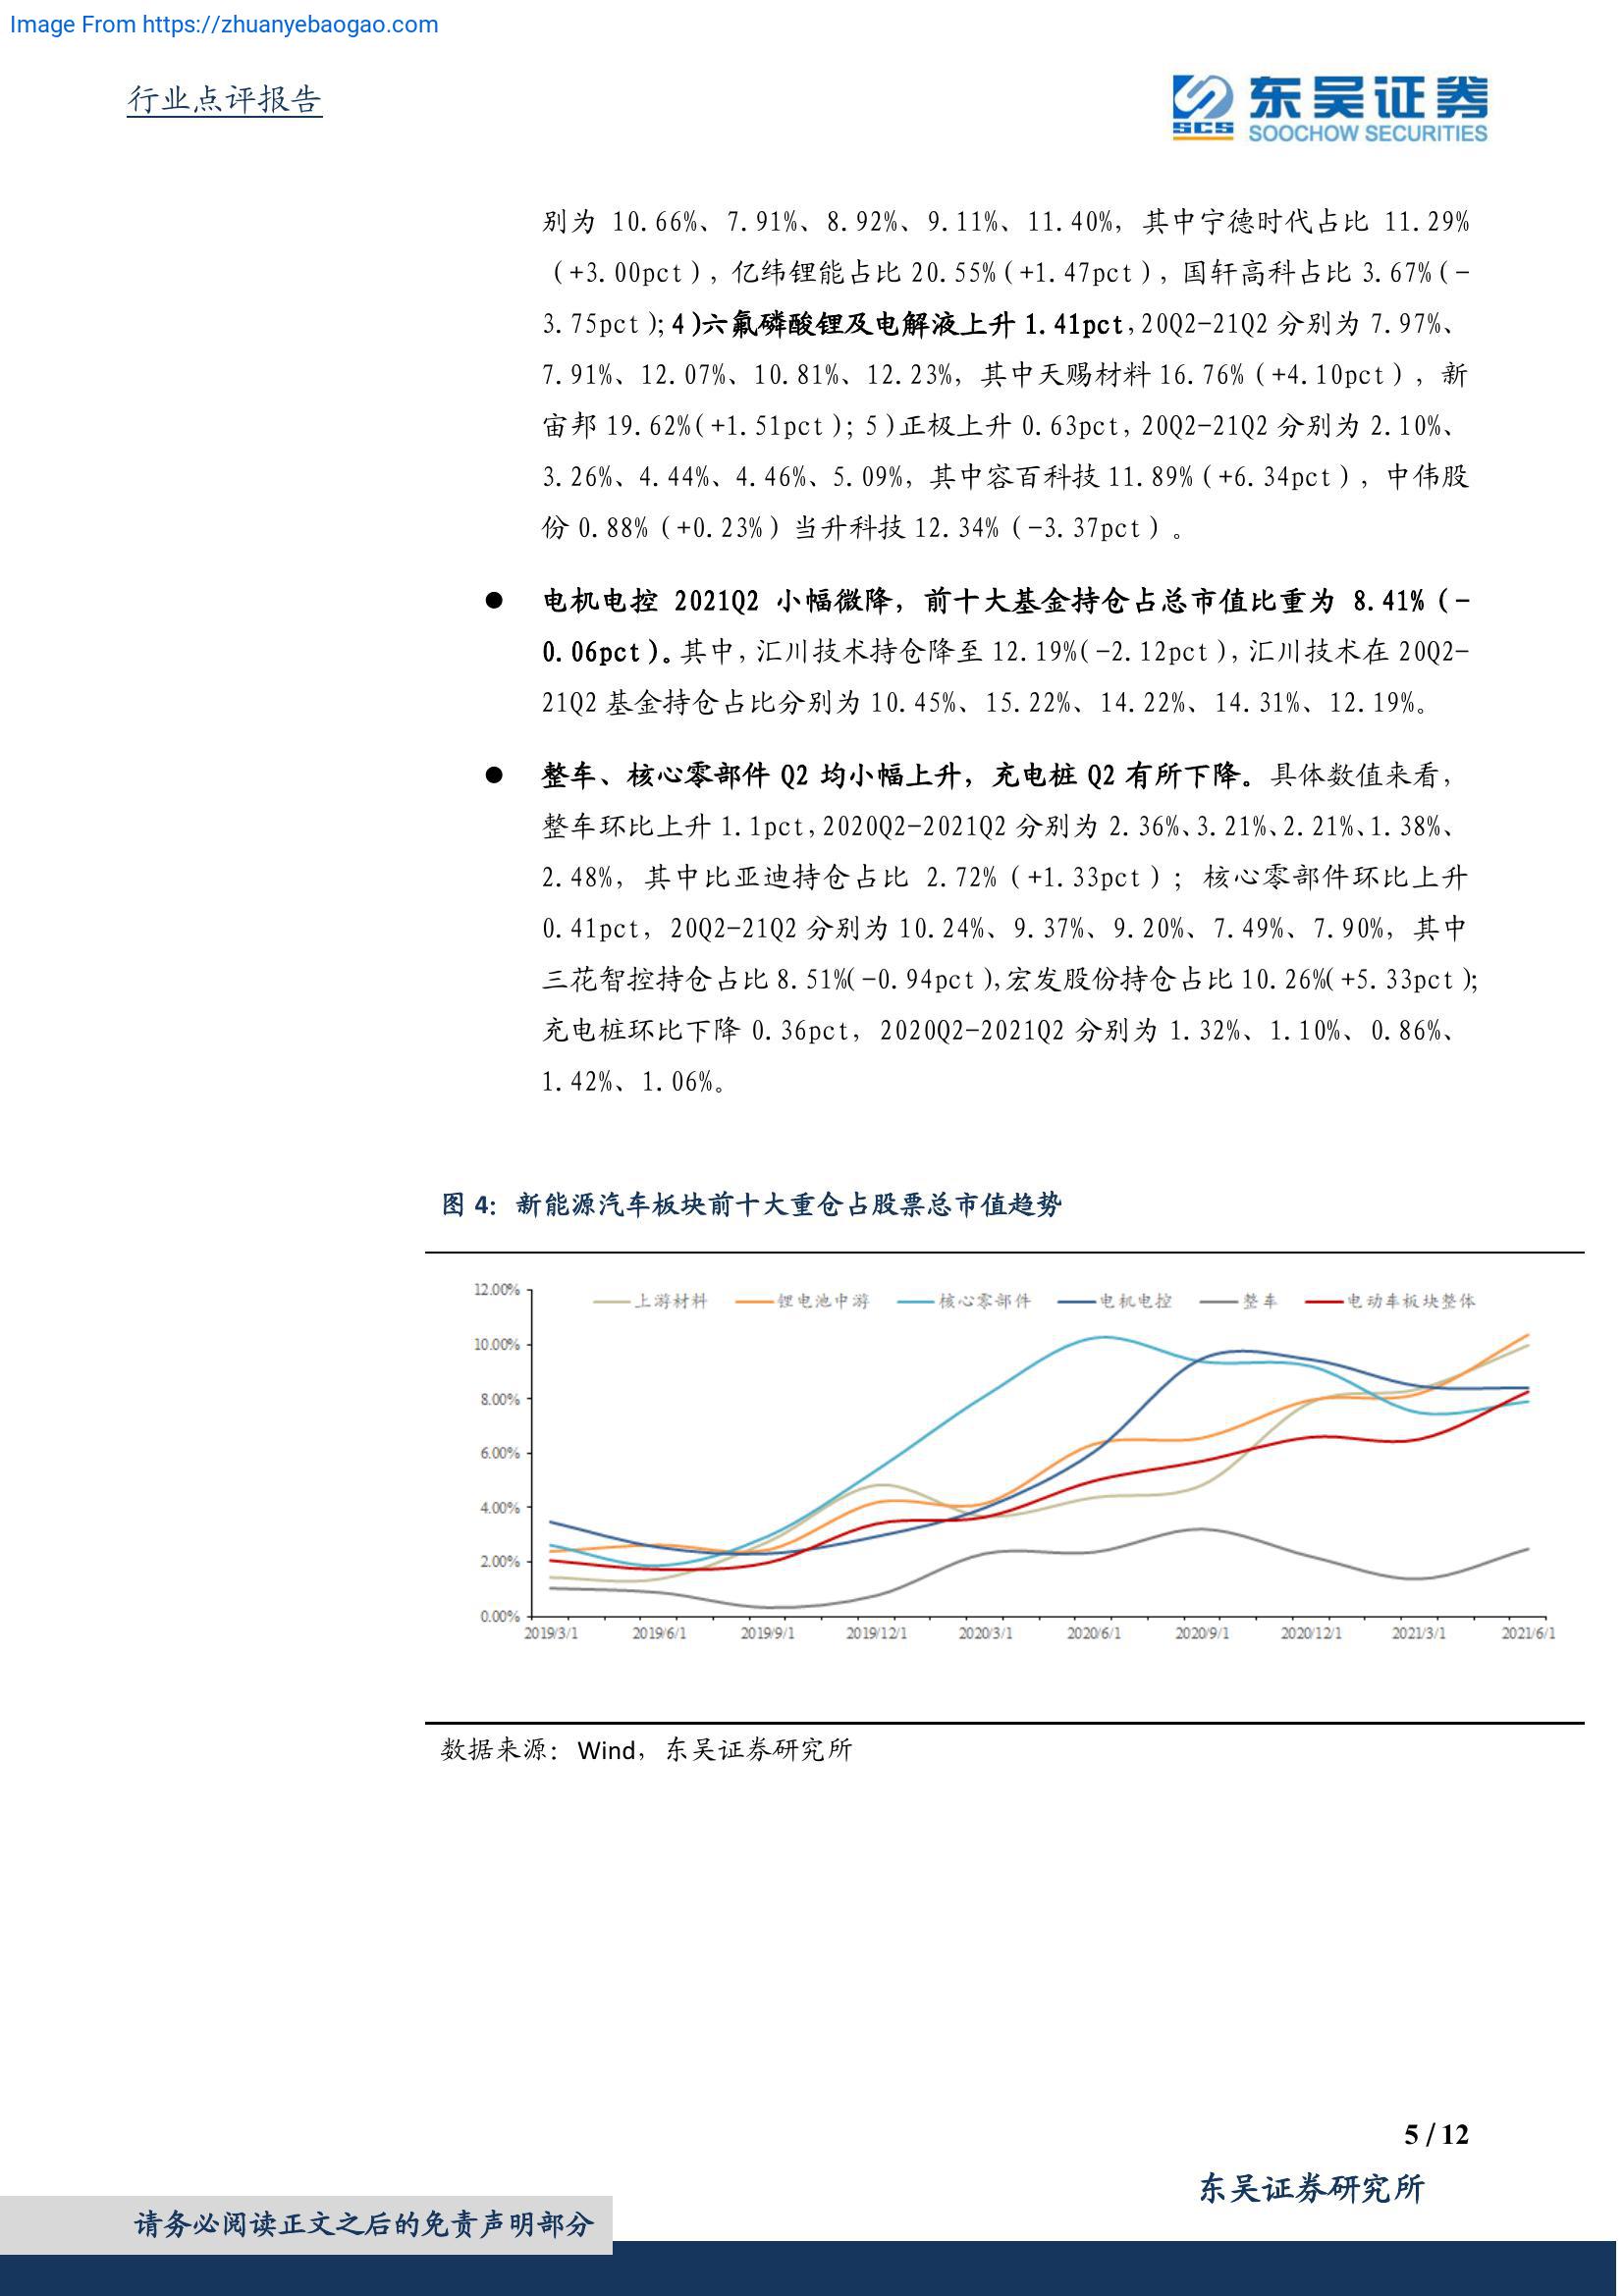 Image From https://zhuanyebaogao.com
行业点评报告
SCS 东吴证券
SOOCHOW SECURITIES
别为 10.66%、7.91%、8.92%、9.11%、11.40%，其中宁德时代占比 11.29%
（+3.00pct），亿纬锂能占比 20.55%（+1.47pct），国轩高科占比 3.67%（-
3.75pct）；4）六氟磷酸锂及电解液上升 1.41pct，20Q2-21Q2 分别为 7.97%、
7.91%、12.07%、10.81%、12.23%，其中天赐材料 16.76%（+4.10pct），新
宙邦 19.62%（+1.51pct）；5）正极上升 0.63pct，20Q2-21Q2 分别为 2.10%、
3.26%、4.44%、4.46%、5.09%，其中容百科技 11.89%（+6.34pct），中伟股
份 0.88%（+0.23%）当升科技 12.34%（-3.37pct）。
● 电机电控 2021Q2 小幅微降，前十大基金持仓占总市值比重为 8.41%（-
0.06pct）。其中，汇川技术持仓降至 12.19%（-2.12pct），汇川技术在 20Q2-
21Q2 基金持仓占比分别为 10.45%、15.22%、14.22%、14.31%、12.19%。
● 整车、核心零部件 Q2 均小幅上升，充电桩 Q2 有所下降。具体数值来看，
整车环比上升 1.1pct，2020Q2-2021Q2 分别为 2.36%、3.21%、2.21%、1.38%、
2.48%，其中比亚迪持仓占比 2.72%（+1.33pct）；核心零部件环比上升
0.41pct，20Q2-21Q2 分别为 10.24%、9.37%、9.20%、7.49%、7.90%，其中
三花智控持仓占比 8.51%（-0.94pct），宏发股份持仓占比 10.26%（+5.33pct）；
充电桩环比下降 0.36pct，2020Q2-2021Q2 分别为 1.32%、1.10%、0.86%、
1.42%、1.06%。
图 4：新能源汽车板块前十大重仓占股票总市值趋势
上游材料 锂电池中游 核心零部件 电机电控 整车 电动车板块整体
12.00%
10.00%
8.00%
6.00%
4.00%
2.00%
0.00%
2019/3/1 2019/6/1 2019/9/1 2019/12/1 2020/3/1 2020/6/1 2020/9/1 2020/12/1 2021/3/1 2021/6/1
数据来源：Wind，东吴证券研究所
5 / 12
东吴证券研究所
请务必阅读正文之后的免责声明部分